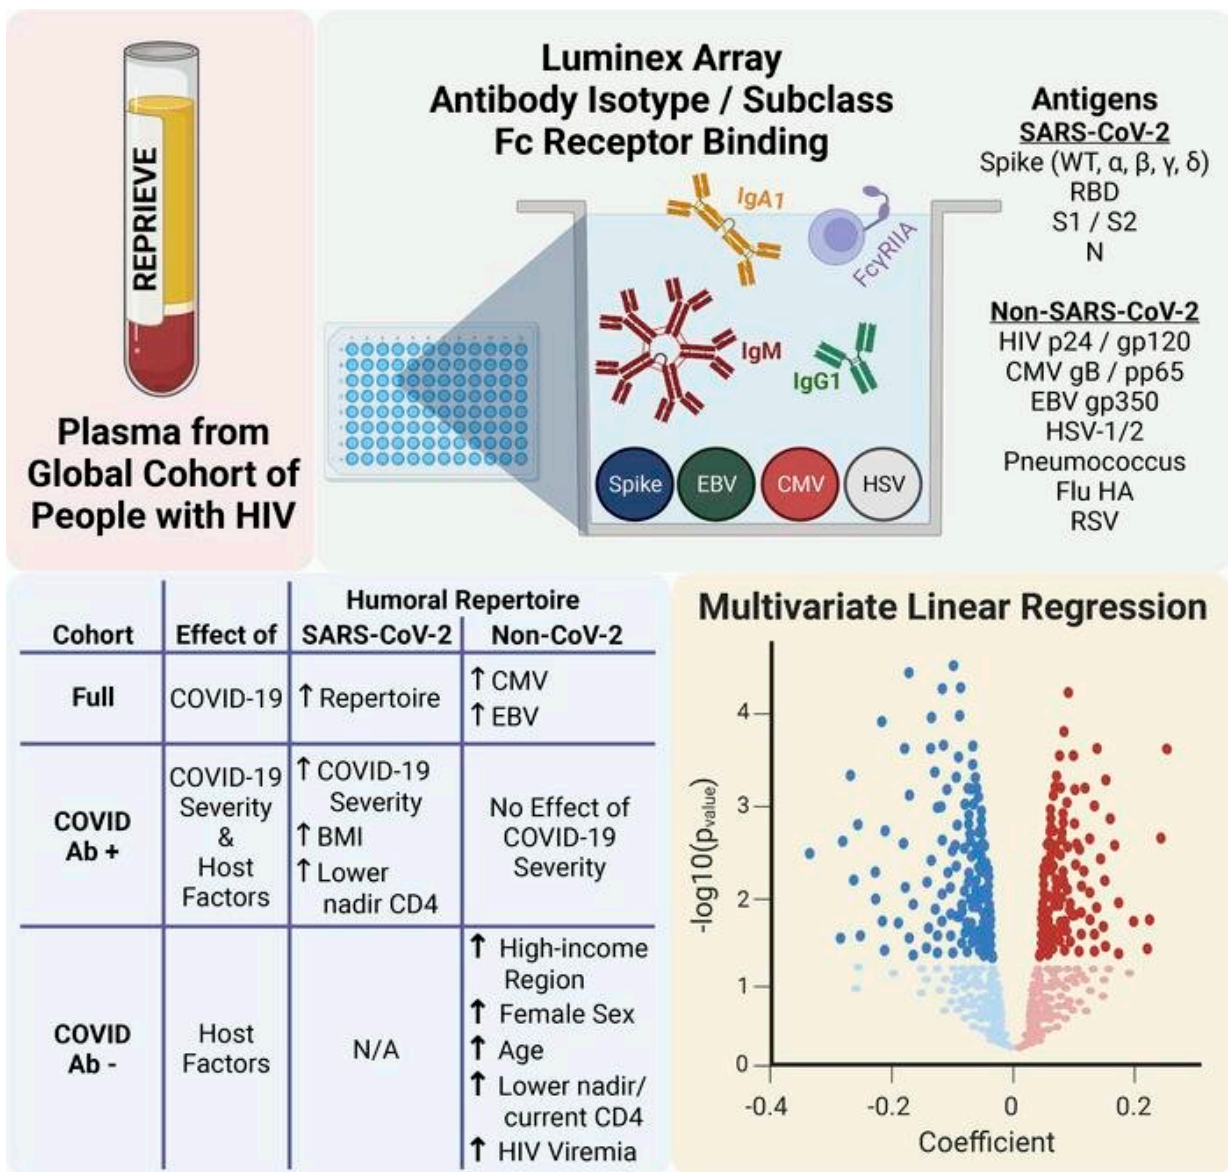 REPRIEVE
Plasma from
Global Cohort of
People with HIV
Luminex Array
Antibody Isotype / Subclass
Fc Receptor Binding
IgA1
FcγRIIA
IgM
IgG1
Spike
EBV
CMV
HSV
Antigens
SARS-CoV-2
Spike (WT, α, β, γ, δ)
RBD
S1 / S2
N
Non-SARS-CoV-2
HIV p24 / gp120
CMV gB / pp65
EBV gp350
HSV-1/2
Pneumococcus
Flu HA
RSV
Humoral Repertoire
Cohort Effect of SARS-CoV-2 Non-CoV-2
Full
COVID-19
↑ Repertoire
↑ CMV
↑ EBV
COVID
Ab +
COVID-19
Severity
&
Host
Factors
↑ COVID-19
Severity
↑ BMI
↑ Lower
nadir CD4
No Effect of
COVID-19
Severity
COVID
Ab -
Host
Factors
N/A
↑ High-income
Region
↑ Female Sex
↑ Age
↑ Lower nadir/
current CD4
↑ HIV Viremia
Multivariate Linear Regression
-log10(pvalue)
4
3
2
1
0
-0.4 -0.2 0 0.2
Coefficient